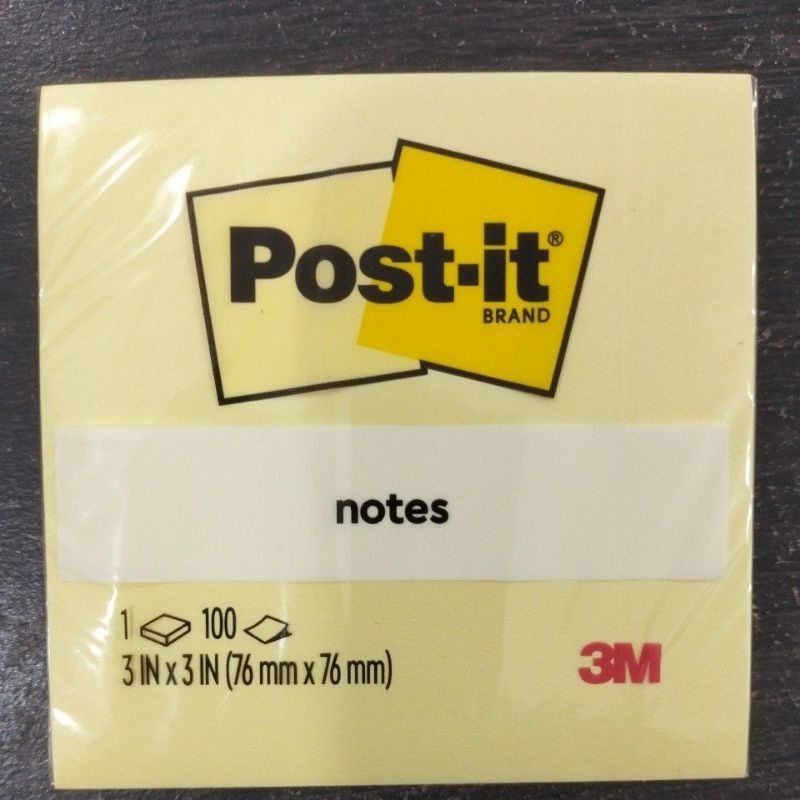 Post-it®
BRAND
notes
1 100
3 IN x 3 IN (76 mm x 76 mm)
3M